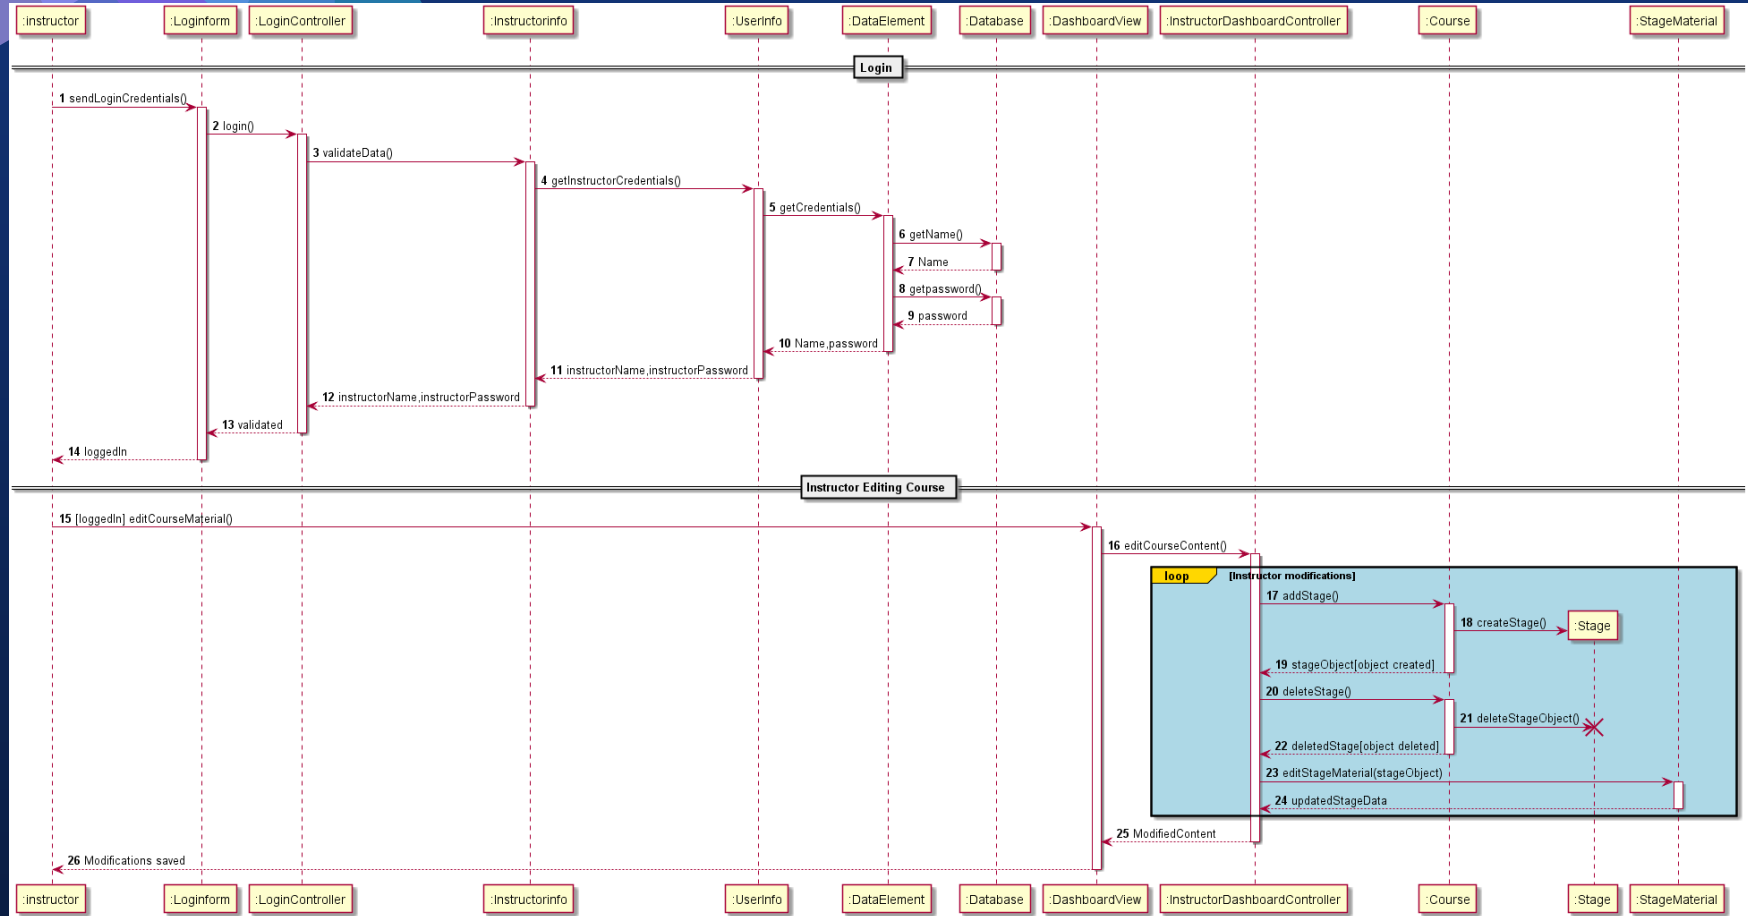 :instructor :Loginform :LoginController :Instructorinfo :UserInfo :DataElement :Database :DashboardView :InstructorDashboardController :Course :StageMaterial
Login
1 sendLoginCredentials()
2 login()
3 validateData()
4 getInstructorCredentials()
5 getCredentials()
6 getName()
7 Name
8 getpassword()
9 password
10 Name,password
11 instructorName,instructorPassword
12 instructorName,instructorPassword
13 validated
14 loggedIn
Instructor Editing Course
15 [loggedIn] editCourseMaterial()
16 editCourseContent()
loop [Instructor modifications]
17 addStage()
18 createStage() :Stage
19 stageObject[object created]
20 deleteStage()
21 deleteStageObject()
22 deletedStage[object deleted]
23 editStageMaterial(stageObject)
24 updatedStageData
25 ModifiedContent
26 Modifications saved
:instructor :Loginform :LoginController :Instructorinfo :UserInfo :DataElement :Database :DashboardView :InstructorDashboardController :Course :Stage :StageMaterial